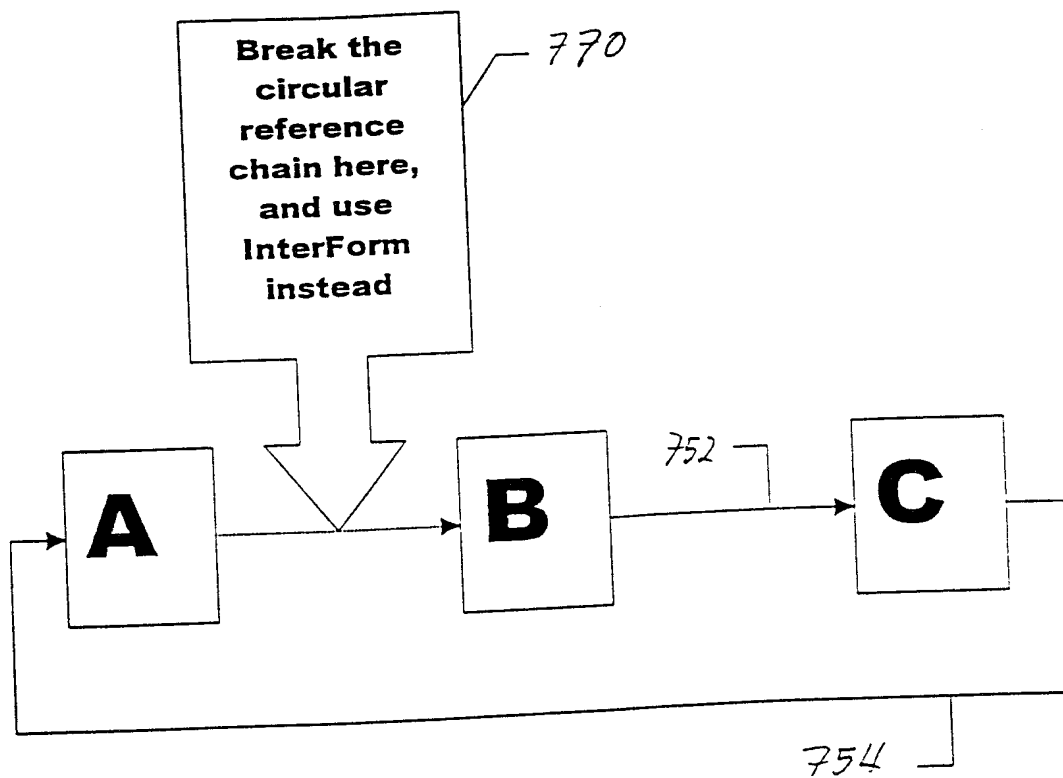 Break the
circular
reference
chain here,
and use
InterForm
instead
770
A
B
752
C
754